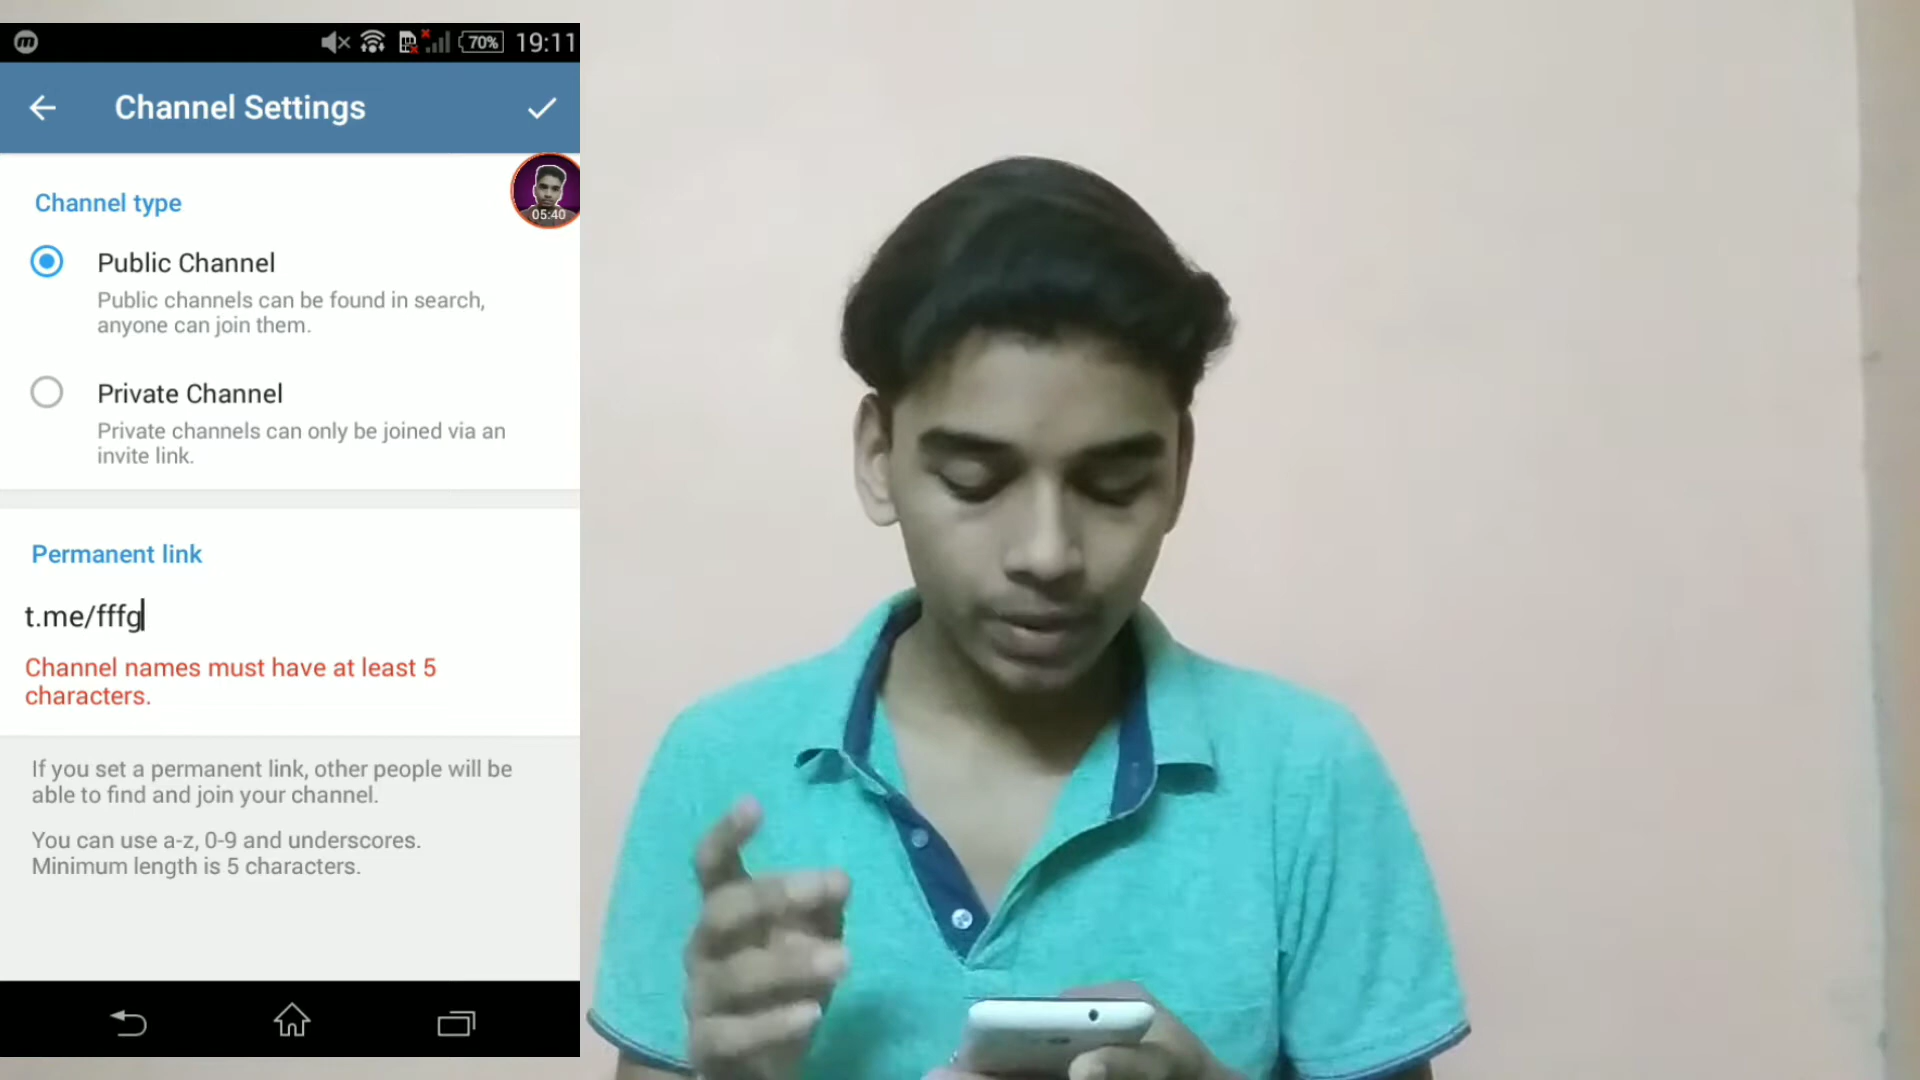 m 70% 19:11
Channel Settings
05:40
Channel type
Public Channel
Public channels can be found in search,
anyone can join them.
Private Channel
Private channels can only be joined via an
invite link.
Permanent link
t.me/fffg
Channel names must have at least 5
characters.
If you set a permanent link, other people will be
able to find and join your channel.
You can use a-z, 0-9 and underscores.
Minimum length is 5 characters.